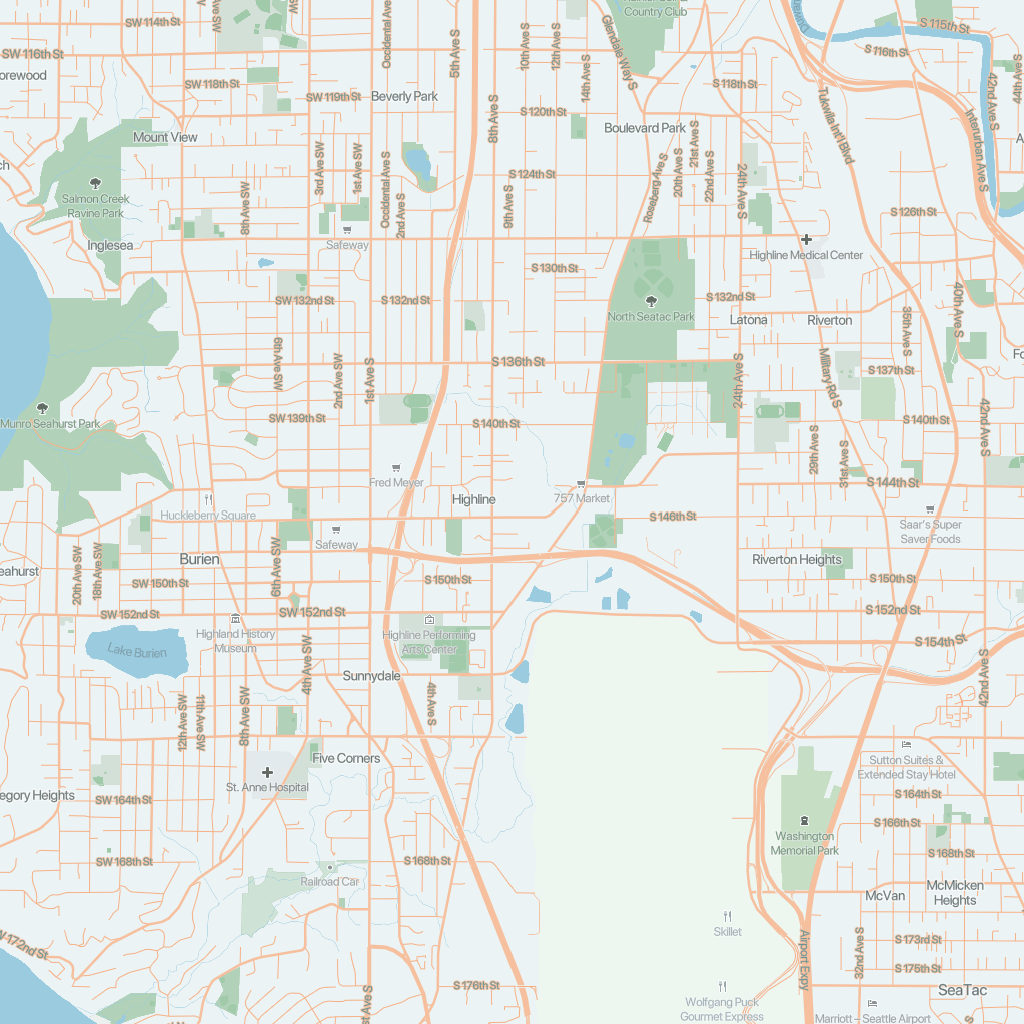 Country Club
SW 114th St
SW 116th St
Occidental Ave
5th Ave S
10th Ave S
12th Ave S
14th Ave S
Glendale Way S
S 115th St
S 116th St
SW 118th St
SW 119th St
Beverly Park
S 118th St
S 120th St
8th Ave S
Boulevard Park
Tukwila Int'l Blvd
Interurban Ave S
42nd Ave S
44th Ave S
Mount View
3rd Ave SW
1st Ave SW
Occidental Ave S
2nd Ave S
S 124th St
9th Ave S
Roseberg Ave S
20th Ave S
21st Ave S
22nd Ave S
24th Ave S
Salmon Creek
Ravine Park
8th Ave SW
S 126th St
Inglesea
Safeway
Highline Medical Center
S 130th St
SW 132nd St
S 132nd St
S 132nd St
North Seatac Park
Latona
Riverton
35th Ave S
40th Ave S
6th Ave SW
2nd Ave SW
1st Ave S
S 136th St
24th Ave S
Military Rd S
S 137th St
Munro Seahurst Park
SW 139th St
S 140th St
S 140th St
42nd Ave S
29th Ave S
31st Ave S
Fred Meyer
757 Market
S 144th St
Highline
Huckleberry Square
S 146th St
Saar's Super
Saver Foods
Safeway
Burien
Riverton Heights
20th Ave SW
18th Ave SW
6th Ave SW
SW 150th St
S 150th St
S 150th St
SW 152nd St
SW 152nd St
S 152nd St
Highland History
Museum
Highline Performing
Arts Center
S 154th St
Lake Burien
4th Ave SW
Sunnydale
4th Ave S
42nd Ave S
12th Ave SW
11th Ave SW
8th Ave SW
Five Corners
St. Anne Hospital
Sutton Suites &
Extended Stay Hotel
SW 164th St
S 164th St
S 166th St
Washington
Memorial Park
SW 168th St
S 168th St
S 168th St
Railroad Car
McVan
McMicken
Heights
Skillet
Airport Expy
32nd Ave S
S 173rd St
S 175th St
S 176th St
SeaTac
Wolfgang Puck
Gourmet Express
Marriott – Seattle Airport